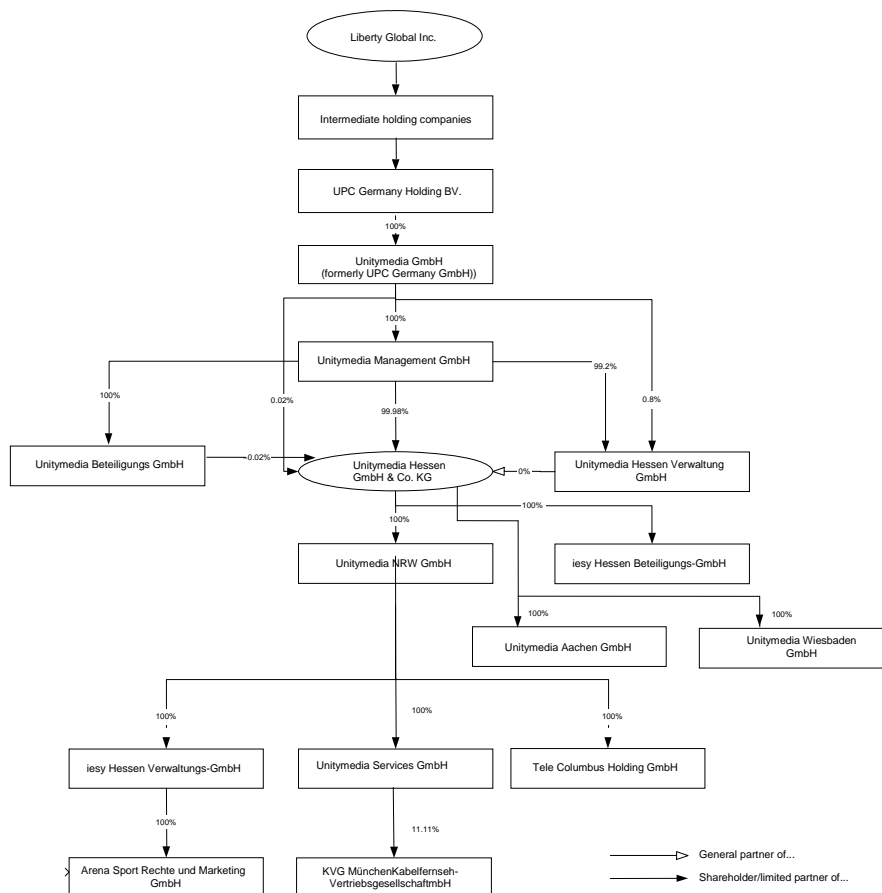 Liberty Global Inc.
Intermediate holding companies
UPC Germany Holding BV.
100%
Unitymedia GmbH
(formerly UPC Germany GmbH))
100%
Unitymedia Management GmbH
99.2%
100%
0.02%
0.8%
99.98%
Unitymedia Beteiligungs GmbH
0.02%
Unitymedia Hessen
GmbH & Co. KG
0%
Unitymedia Hessen Verwaltung
GmbH
100%
100%
Unitymedia NRW GmbH
iesy Hessen Beteiligungs-GmbH
100%
100%
Unitymedia Aachen GmbH
Unitymedia Wiesbaden
GmbH
100%
100%
100%
iesy Hessen Verwaltungs-GmbH
Unitymedia Services GmbH
Tele Columbus Holding GmbH
100%
11.11%
Arena Sport Rechte und Marketing
GmbH
KVG MünchenKabelfernseh-
VertriebsgesellschaftmbH
General partner of...
Shareholder/limited partner of...